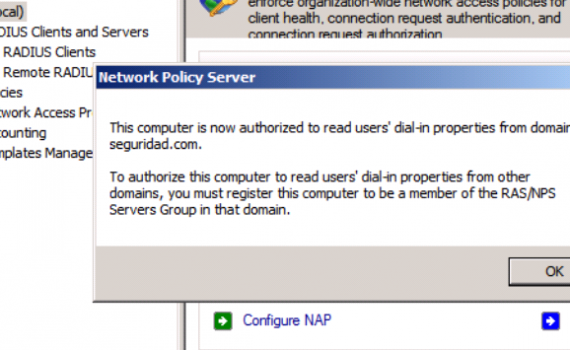 enforce organization-wide network access policies for
client health, connection request authentication, and
connection request authorization
ocal)
DIUS Clients and Servers
RADIUS Clients
Remote RADIU
cies
twork Access Pr
counting
mplates Manage
Network Policy Server
This computer is now authorized to read users' dial-in properties from domain
seguridad.com.
To authorize this computer to read users' dial-in properties from other
domains, you must register this computer to be a member of the RAS/NPS
Servers Group in that domain.
OK
Configure NAP